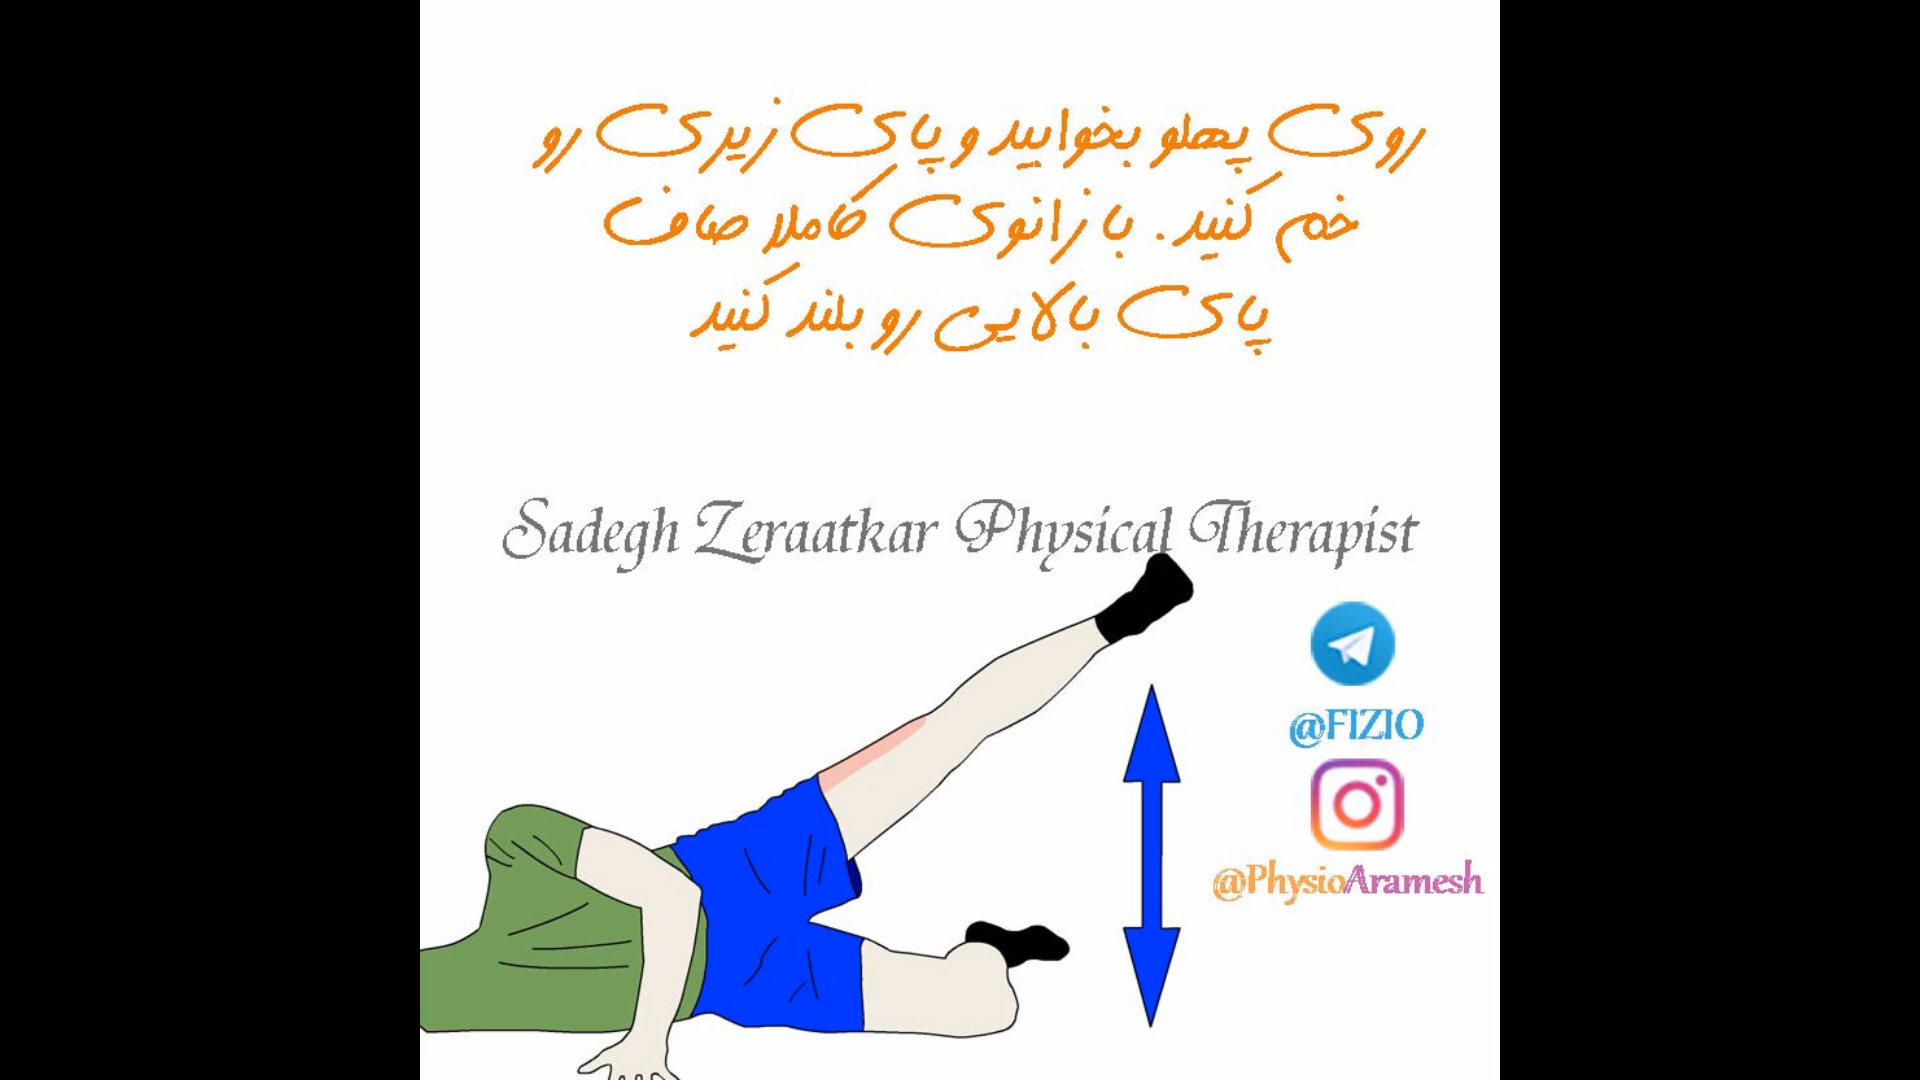 روی پهلو بخوابید و پای زیری رو
خم کنید. با زانوی کاملا صاف
پای بالایی رو بلند کنید
Sadegh Zeraatkar Physical Therapist
@FIZIO
@PhysioAramesh